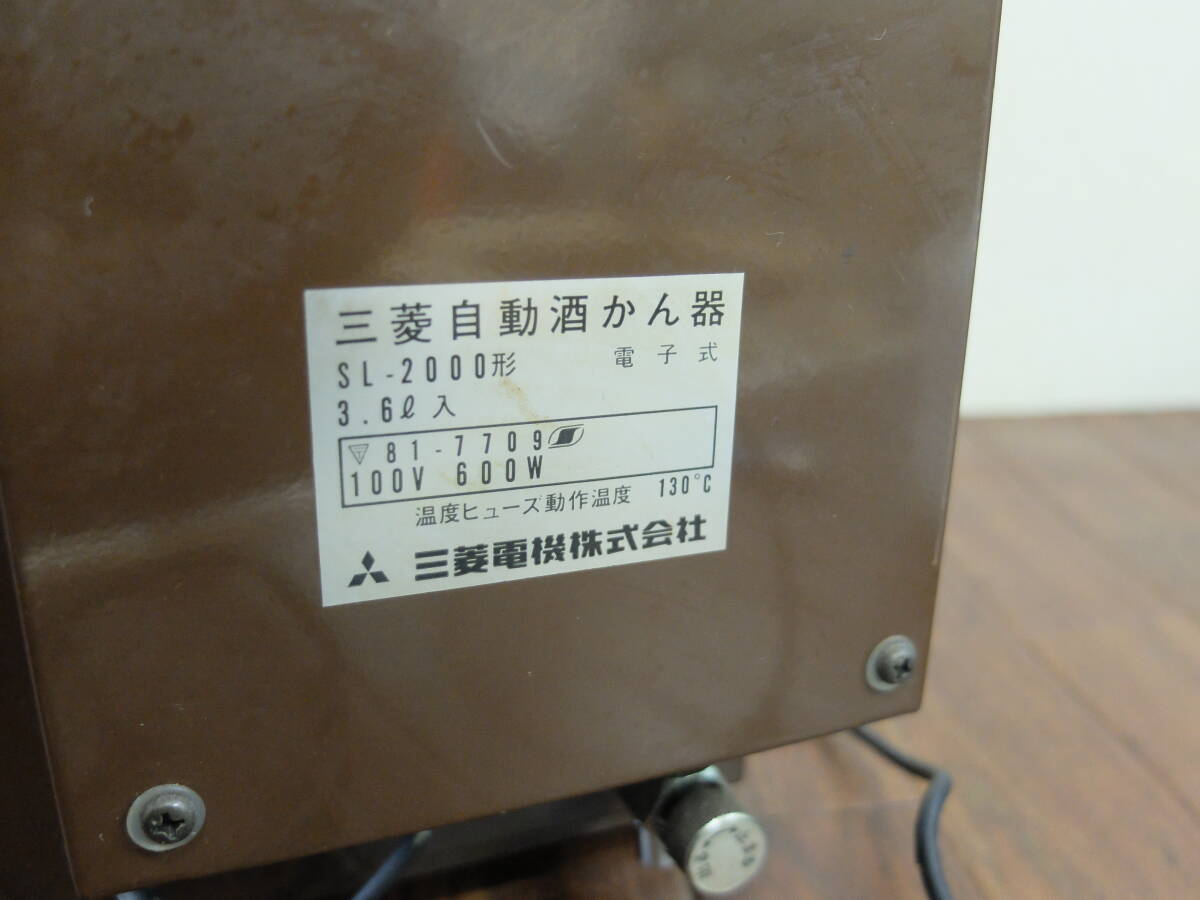 三菱自動酒かん器
SL-2000形 電子式
3.6ℓ入
〒 81-7709
100V 600W
温度ヒューズ動作温度 130°C
三菱電機株式会社